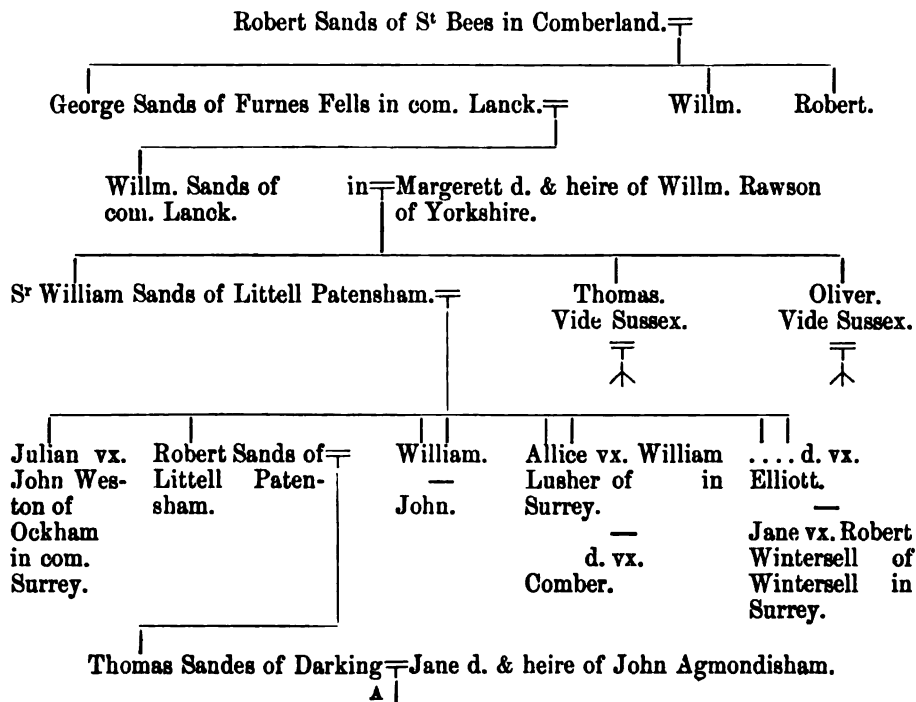 Robert Sands of Sᵗ Bees in Comberland.
George Sands of Furnes Fells in com. Lanck.
Willm.
Robert.
Willm. Sands of in
com. Lanck.
Margerett d. & heire of Willm. Rawson
of Yorkshire.
Sʳ William Sands of Littell Patensham.
Thomas.
Vide Sussex.
Oliver.
Vide Sussex.
Julian vx.
John Wes-
ton of
Ockham
in com.
Surrey.
Robert Sands of
Littell Paten-
sham.
William.
—
John.
Allice vx. William
Lusher of in
Surrey.
—
d. vx.
Comber.
. . . . d. vx.
Elliott.
—
Jane vx. Robert
Wintersell of
Wintersell in
Surrey.
Thomas Sandes of Darking
Jane d. & heire of John Agmondisham.
A